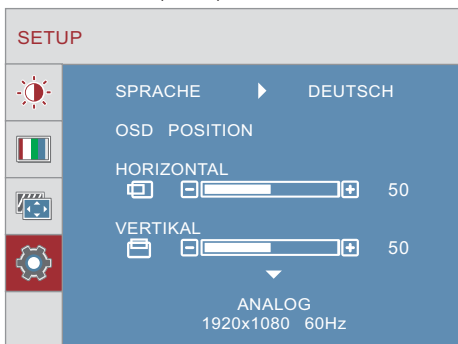 SETUP
SPRACHE DEUTSCH
OSD POSITION
HORIZONTAL
50
VERTIKAL
50
ANALOG
1920x1080 60Hz